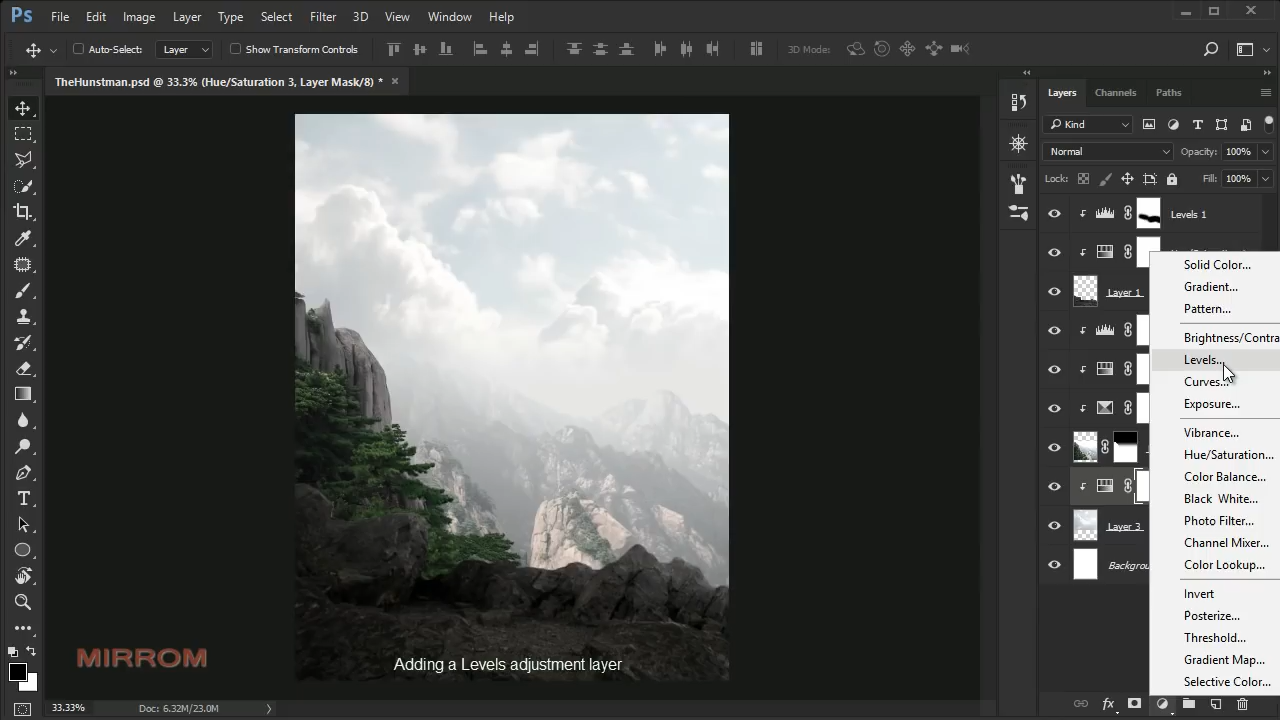 Ps File Edit Image Layer Type Select Filter 3D View Window Help
Auto-Select: Layer Show Transform Controls 3D Mode:
TheHunstman.psd @ 33.3% (Hue/Saturation 3, Layer Mask/8) *
Layers Channels Paths
Kind
Normal Opacity: 100%
Lock: Fill: 100%
Levels 1
Solid Color...
Gradient...
Layer 1
Pattern...
Brightness/Contra
Levels...
Curves...
Exposure...
Vibrance...
Hue/Saturation...
Color Balance...
Black White...
Photo Filter...
Layer 3
Channel Mixer...
Color Lookup...
Backgrou
Invert
Posterize...
Threshold...
Gradient Map...
Selective Color...
MIRROM
Adding a Levels adjustment layer
33.33% Doc: 6.32M/23.0M